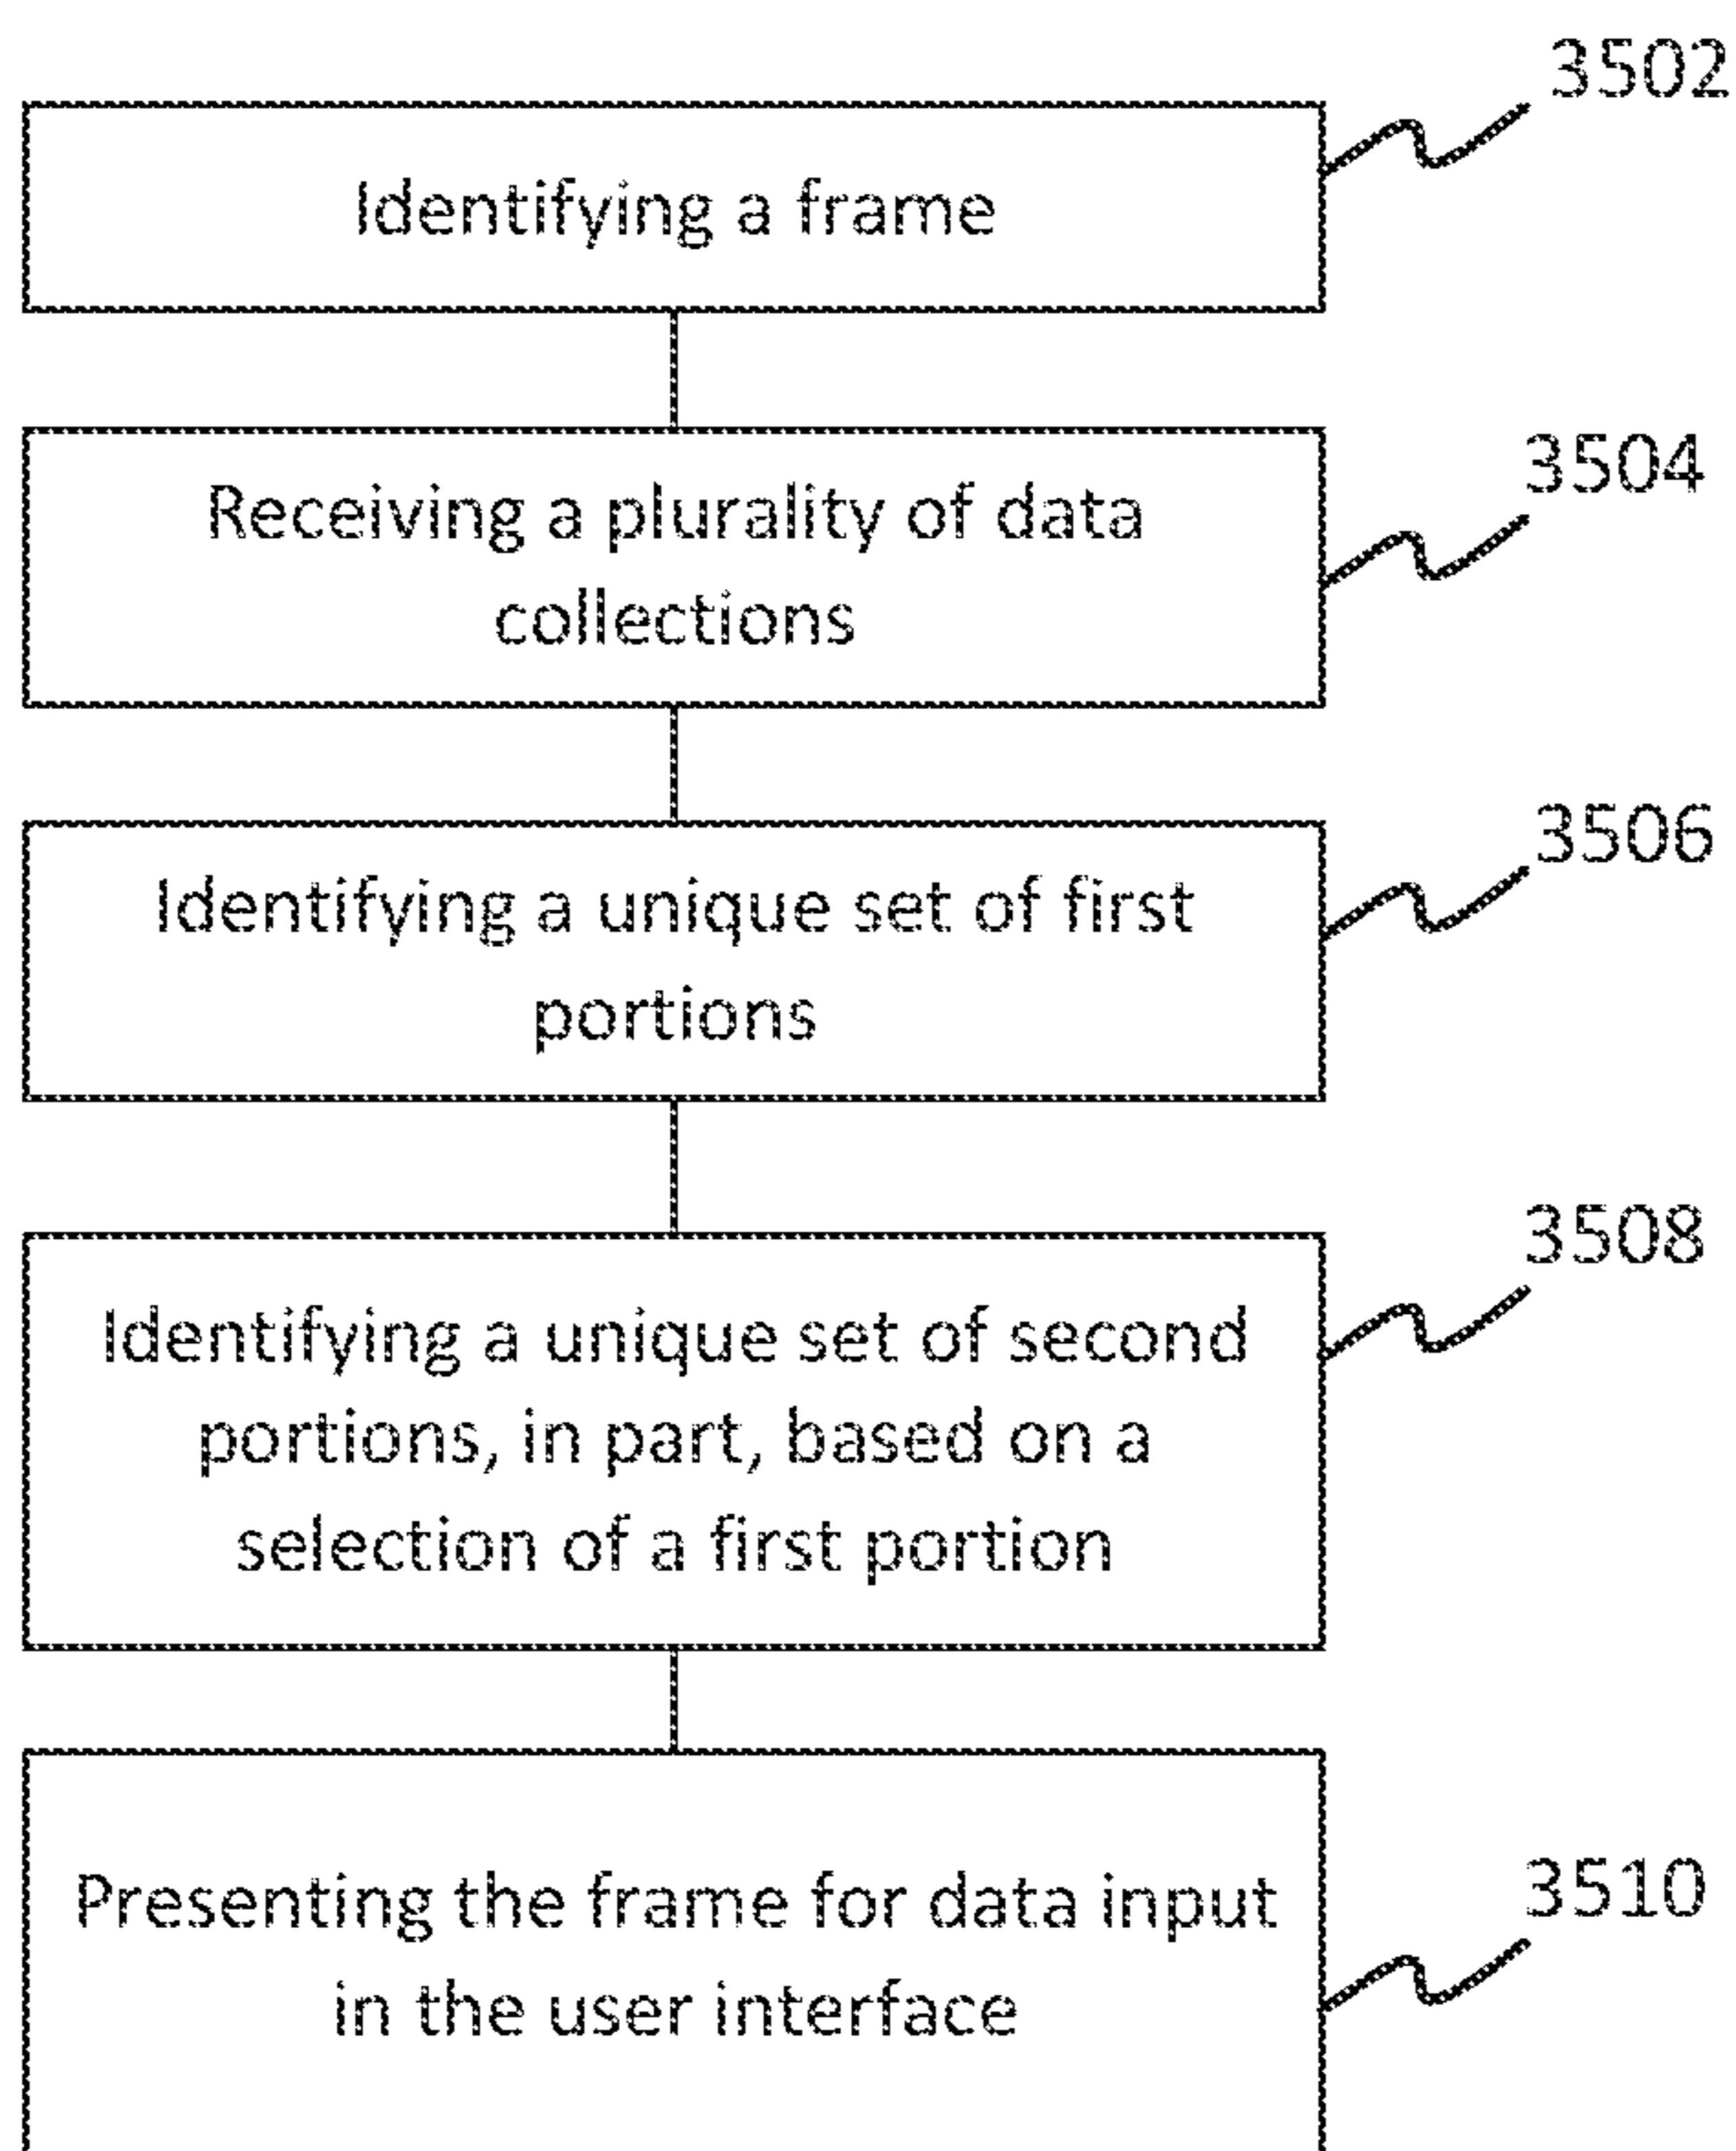 3502
Identifying a frame
3504
Receiving a plurality of data
collections
3506
Identifying a unique set of first
portions
3508
Identifying a unique set of second
portions, in part, based on a
selection of a first portion
3510
Presenting the frame for data input
in the user interface